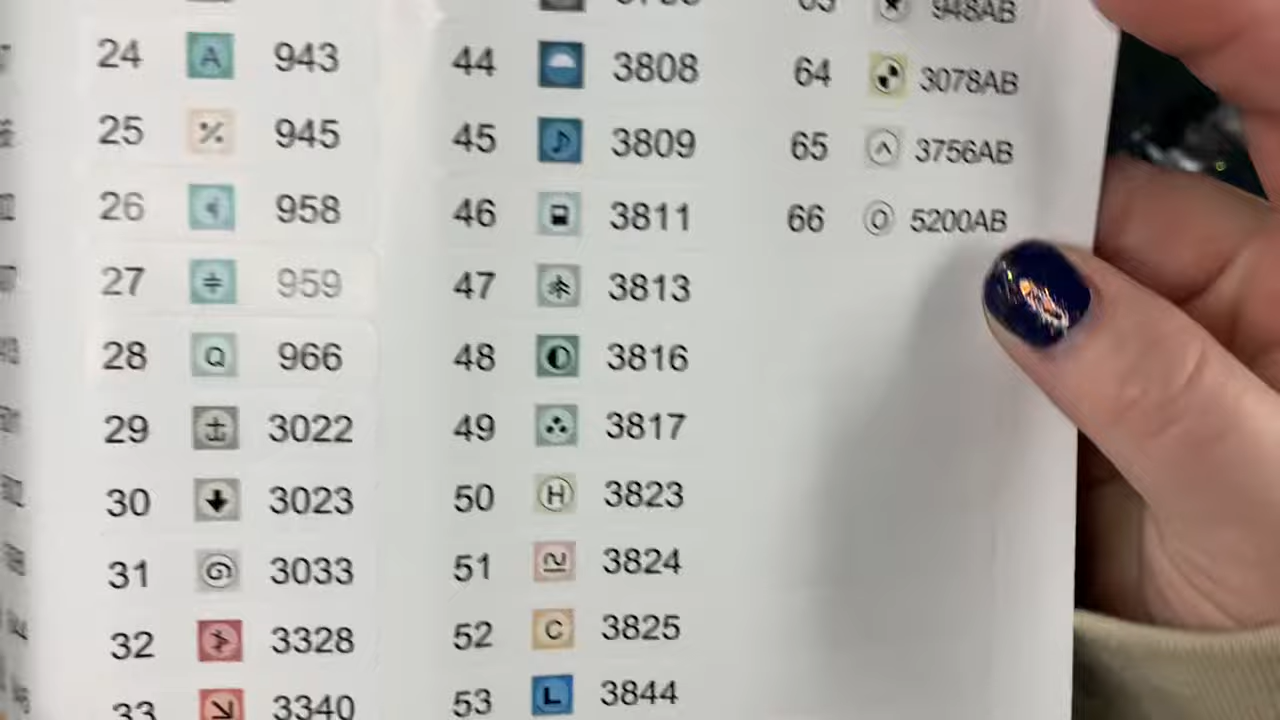 948AB
24 A 943
44 3808
64 3078AB
25 ⁒ 945
45 ♪ 3809
65 3756AB
26 958
46 3811
66 O 5200AB
27 959
47 3813
28 Q 966
48 3816
29 3022
49 3817
30 3023
50 H 3823
31 3033
51 3824
32 3328
52 C 3825
33 3340
53 L 3844